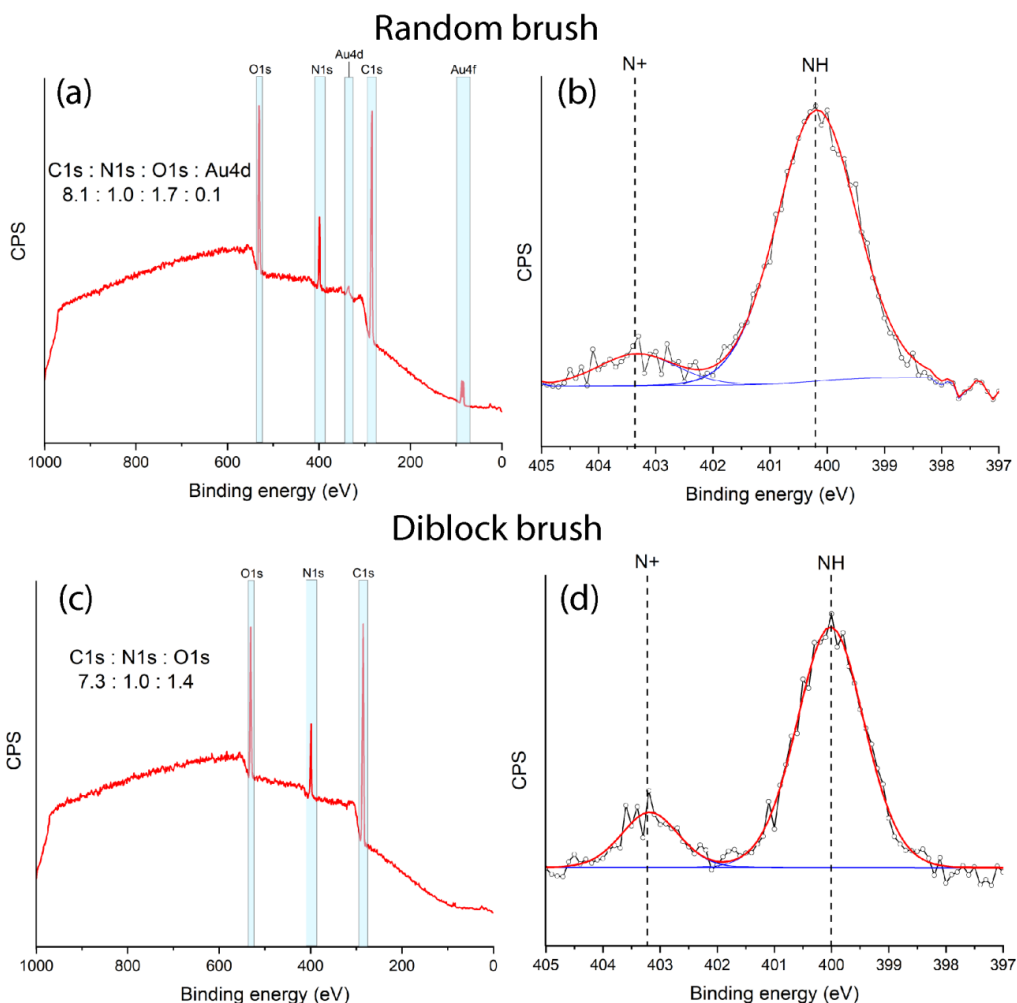 Random brush
(a)
O1s
N1s
Au4d
C1s
Au4f
C1s : N1s : O1s : Au4d
8.1 : 1.0 : 1.7 : 0.1
CPS
1000
800
600
400
200
0
Binding energy (eV)
(b)
N+
NH
CPS
405
404
403
402
401
400
399
398
397
Binding energy (eV)
Diblock brush
(c)
O1s
N1s
C1s
C1s : N1s : O1s
7.3 : 1.0 : 1.4
CPS
1000
800
600
400
200
0
Binding energy (eV)
(d)
N+
NH
CPS
405
404
403
402
401
400
399
398
397
Binding energy (eV)